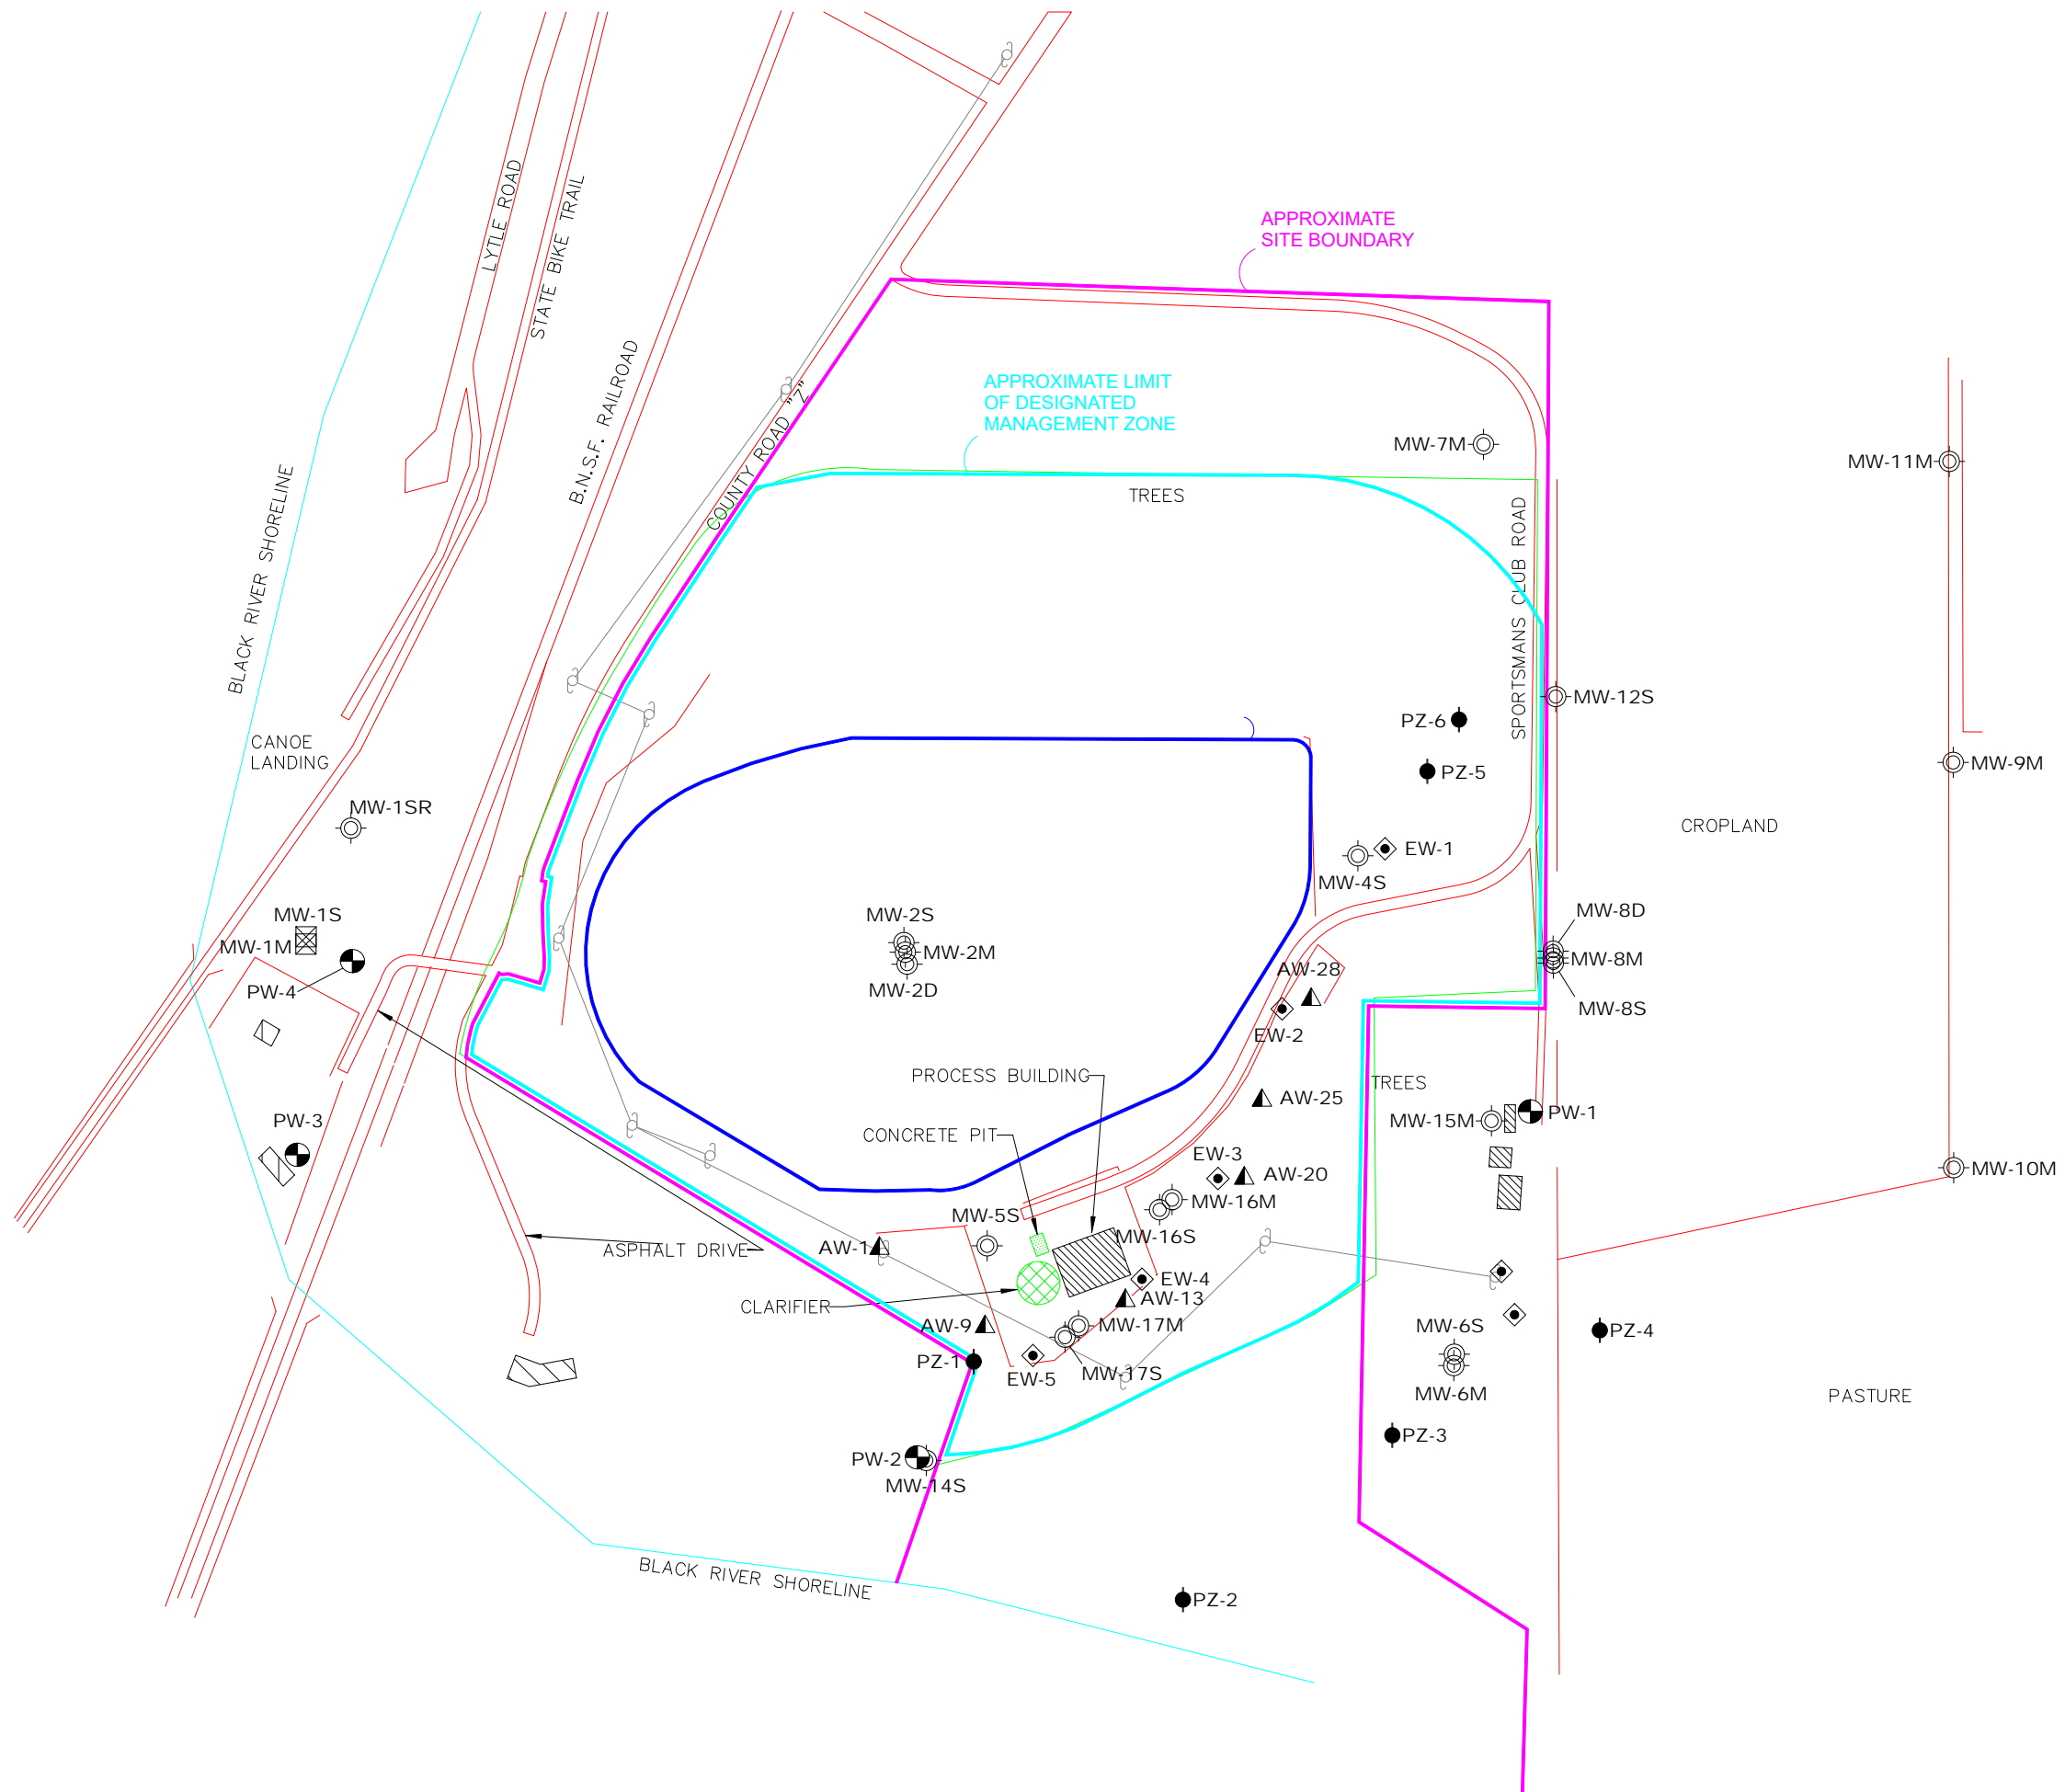 APPROXIMATE
SITE BOUNDARY
LYTLE ROAD
STATE BIKE TRAIL
B.N.S.F. RAILROAD
COUNTY ROAD "Z"
APPROXIMATE LIMIT
OF DESIGNATED
MANAGEMENT ZONE
MW-7M
MW-11M
TREES
BLACK RIVER SHORELINE
SPORTSMANS CLUB ROAD
MW-12S
PZ-6
CANOE
LANDING
PZ-5
MW-9M
MW-1SR
CROPLAND
EW-1
MW-4S
MW-1S
MW-2S
MW-8D
MW-1M
MW-2M
MW-8M
AW-28
PW-4
MW-2D
MW-8S
EW-2
PROCESS BUILDING
TREES
AW-25
PW-3
MW-15M
PW-1
CONCRETE PIT
EW-3
AW-20
MW-10M
MW-16M
MW-5S
MW-16S
ASPHALT DRIVE
AW-1
EW-4
CLARIFIER
AW-13
AW-9
MW-17M
MW-6S
PZ-4
PZ-1
EW-5
MW-17S
MW-6M
PASTURE
PZ-3
PW-2
MW-14S
BLACK RIVER SHORELINE
PZ-2